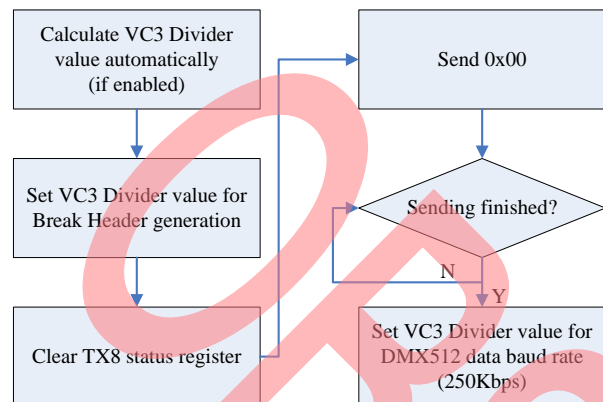 Calculate VC3 Divider
value automatically
(if enabled)
Set VC3 Divider value for
Break Header generation
Clear TX8 status register
Send 0x00
Sending finished?
N
Y
Set VC3 Divider value for
DMX512 data baud rate
(250Kbps)